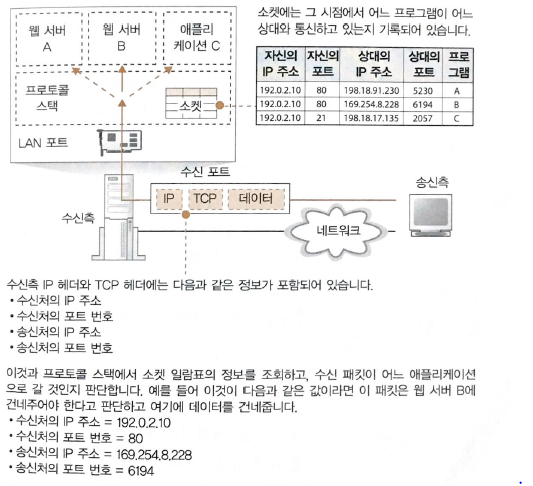 소켓에는 그 시점에서 어느 프로그램이 어느
상대와 통신하고 있는지 기록되어 있습니다.
웹 서버
A
웹 서버
B
애플리
케이션 C
프로토콜
스택
소켓
LAN 포트
자신의 IP 주소 자신의 포트 상대의 IP 주소 상대의 포트 프로그램
192.0.2.10 80 198.18.91.230 5230 A
192.0.2.10 80 169.254.8.228 6194 B
192.0.2.10 21 198.18.17.135 2057 C
수신 포트
IP TCP 데이터
송신측
수신측
네트워크
수신측 IP 헤더와 TCP 헤더에는 다음과 같은 정보가 포함되어 있습니다.
•수신처의 IP 주소
•수신처의 포트 번호
•송신처의 IP 주소
•송신처의 포트 번호
이것과 프로토콜 스택에서 소켓 일람표의 정보를 조회하고, 수신 패킷이 어느 애플리케이션
으로 갈 것인지 판단합니다. 예를 들어 이것이 다음과 같은 값이라면 이 패킷은 웹 서버 B에
건네주어야 한다고 판단하고 여기에 데이터를 건네줍니다.
•수신처의 IP 주소 = 192.0.2.10
•수신처의 포트 번호 = 80
•송신처의 IP 주소 = 169.254.8.228
•송신처의 포트 번호 = 6194